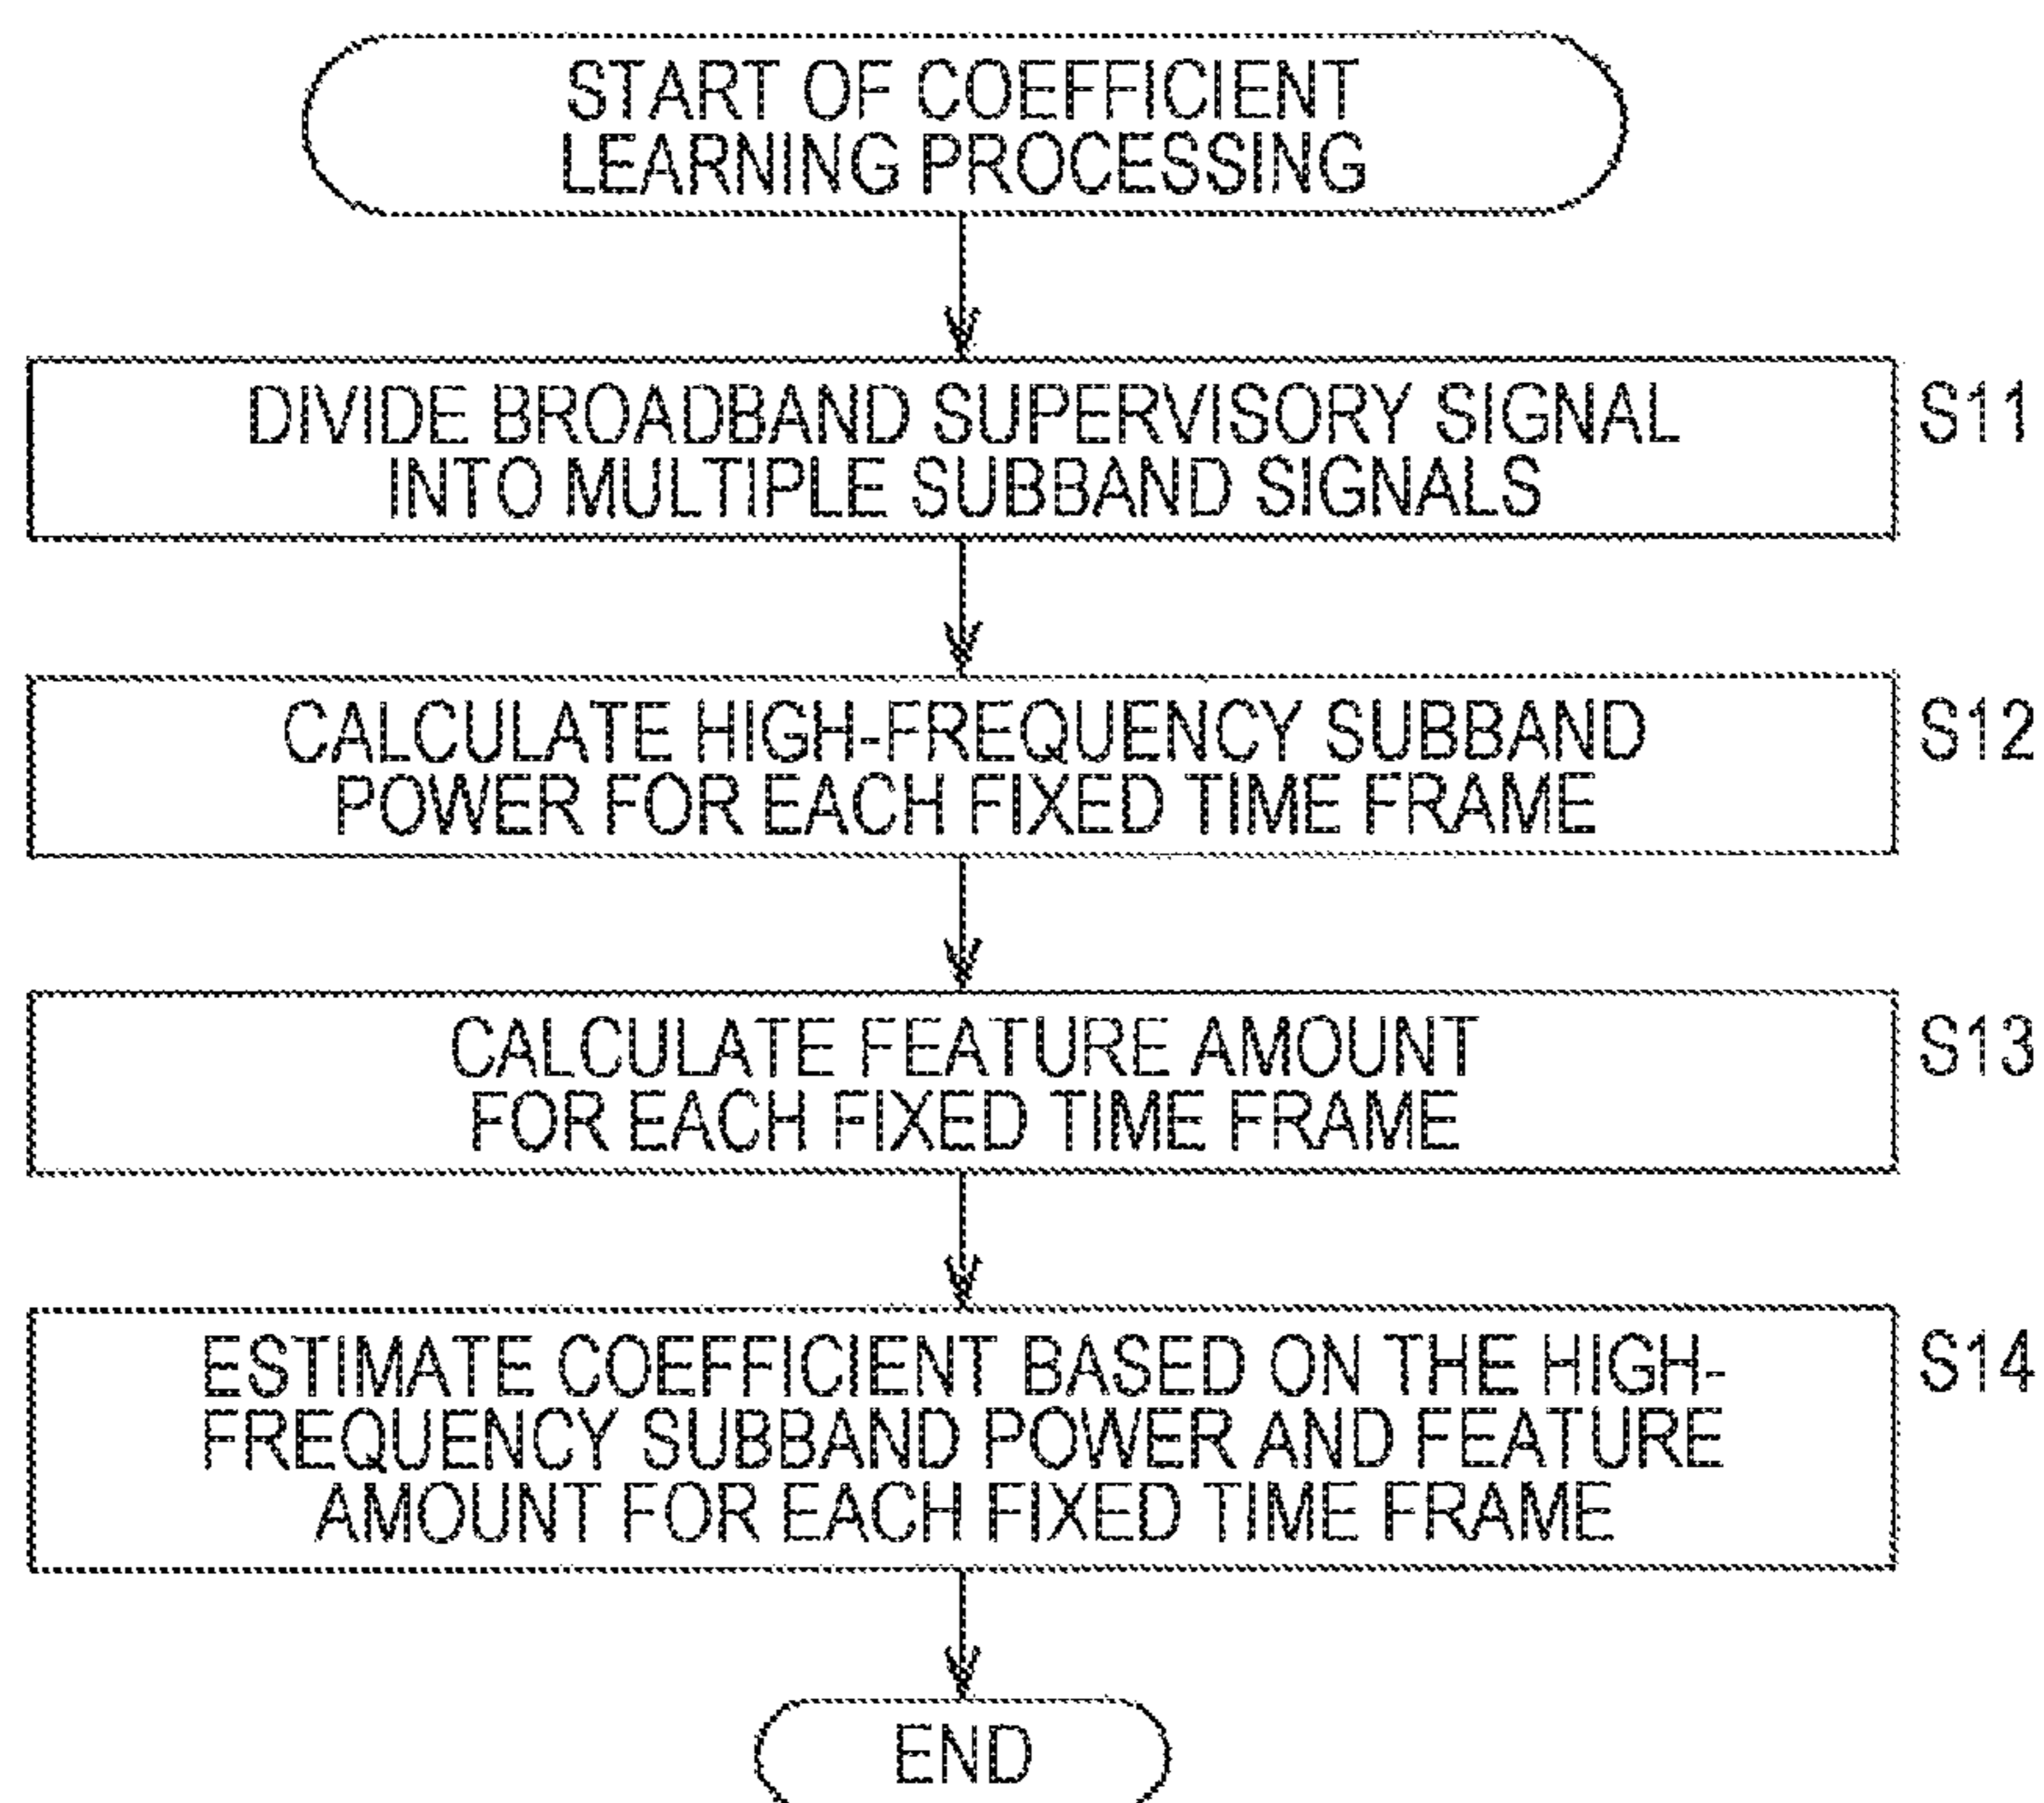 START OF COEFFICIENT
LEARNING PROCESSING
DIVIDE BROADBAND SUPERVISORY SIGNAL
INTO MULTIPLE SUBBAND SIGNALS
S11
CALCULATE HIGH-FREQUENCY SUBBAND
POWER FOR EACH FIXED TIME FRAME
S12
CALCULATE FEATURE AMOUNT
FOR EACH FIXED TIME FRAME
S13
ESTIMATE COEFFICIENT BASED ON THE HIGH-
FREQUENCY SUBBAND POWER AND FEATURE
AMOUNT FOR EACH FIXED TIME FRAME
S14
END